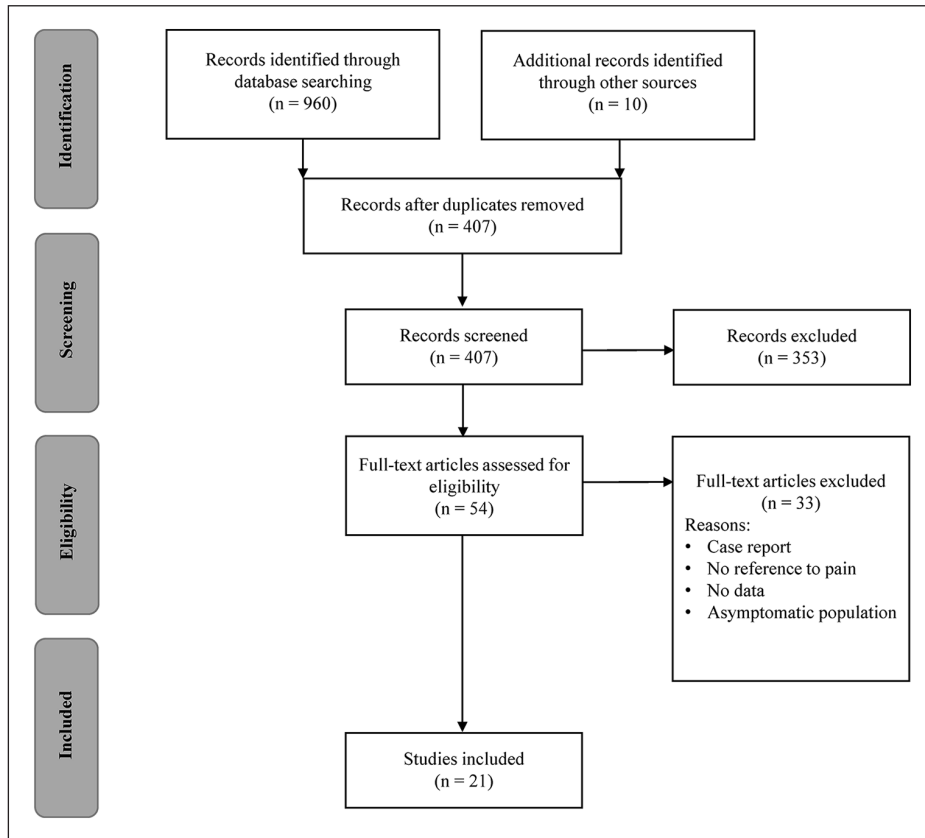 Identification
Records identified through
database searching
(n = 960)
Additional records identified
through other sources
(n = 10)
Records after duplicates removed
(n = 407)
Screening
Records screened
(n = 407)
Records excluded
(n = 353)
Eligibility
Full-text articles assessed for
eligibility
(n = 54)
Full-text articles excluded
(n = 33)
Reasons:
• Case report
• No reference to pain
• No data
• Asymptomatic population
Included
Studies included
(n = 21)